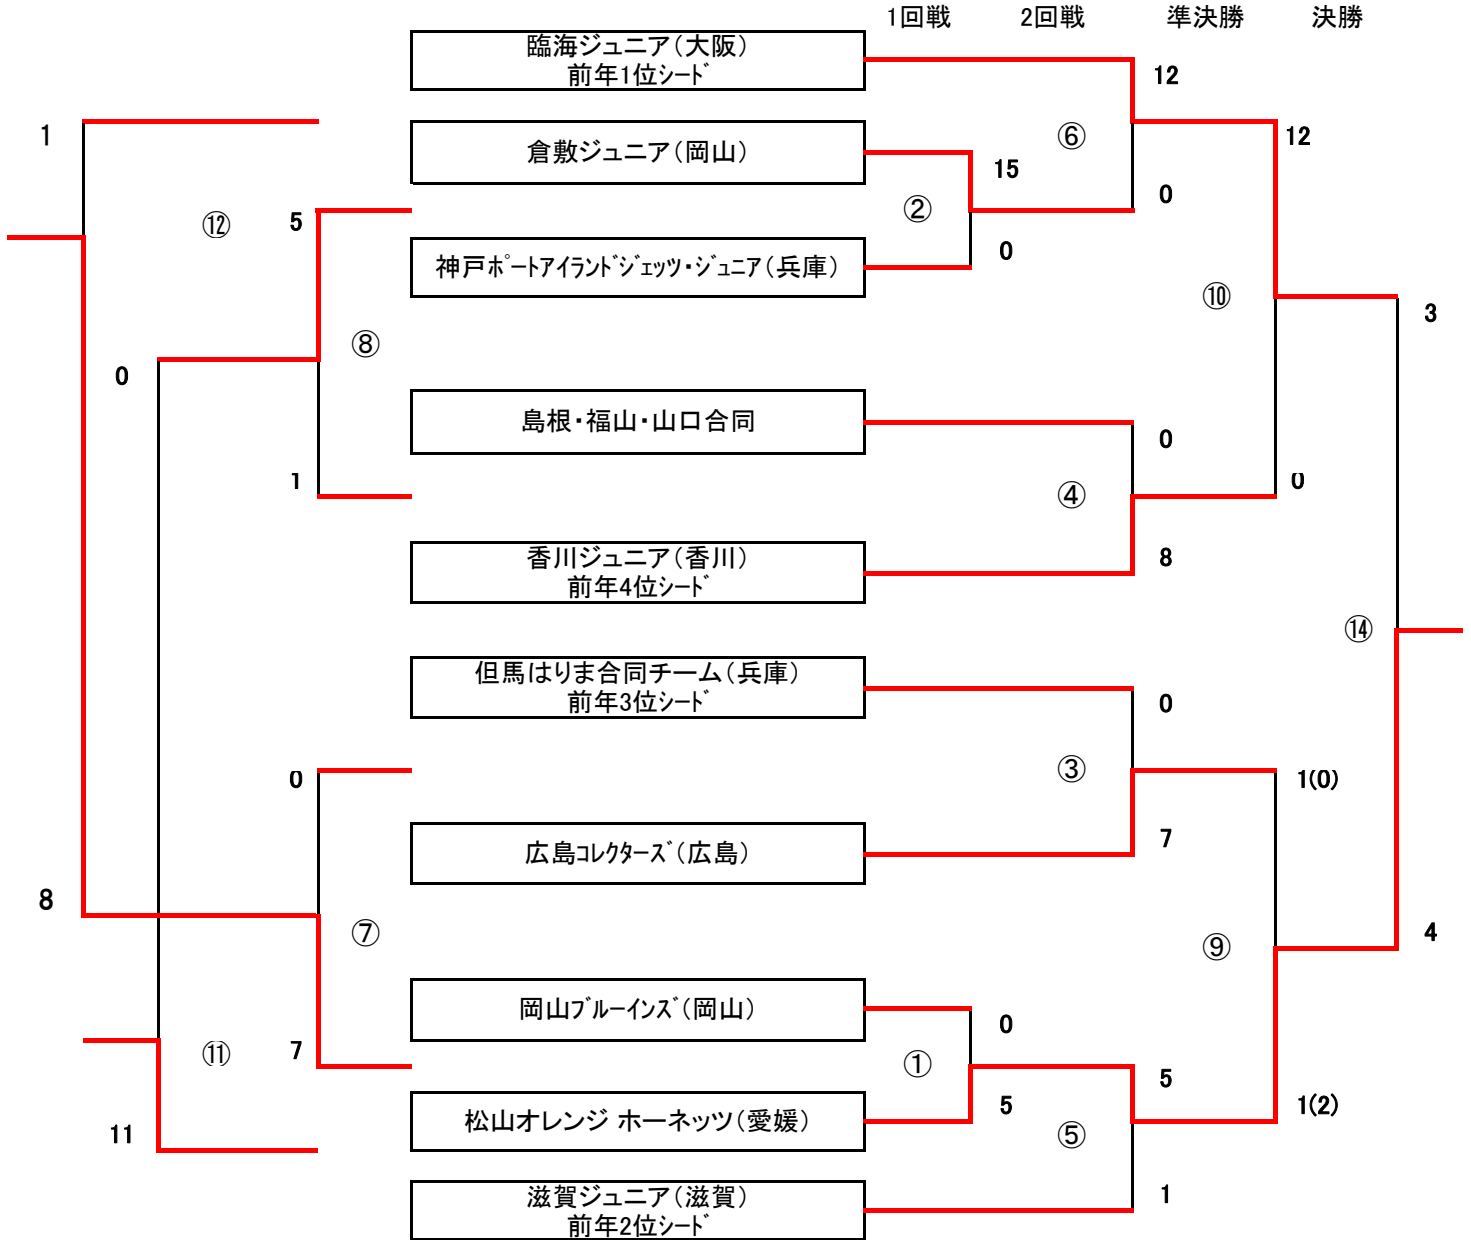 1回戦 2回戦 準決勝 決勝
臨海ジュニア(大阪)
前年1位ｼｰﾄﾞ
12
1
⑥
12
倉敷ジュニア(岡山)
15
0
②
⑫
5
0
神戸ﾎﾟｰﾄｱｲﾗﾝﾄﾞｼﾞｪｯﾂ・ｼﾞｭﾆｱ(兵庫)
⑩
3
⑧
0
島根・福山・山口合同
0
1
④
0
香川ジュニア(香川)
前年4位ｼｰﾄﾞ
8
⑭
但馬はりま合同チーム(兵庫)
前年3位ｼｰﾄﾞ
0
0
③
1(0)
広島ｺﾚｸﾀｰｽﾞ(広島)
7
8
⑦
⑨
4
岡山ﾌﾞﾙｰｲﾝｽﾞ(岡山)
0
⑪
7
①
5
松山オレンジ ホーネッツ(愛媛)
5
1(2)
11
⑤
滋賀ジュニア(滋賀)
前年2位ｼｰﾄﾞ
1